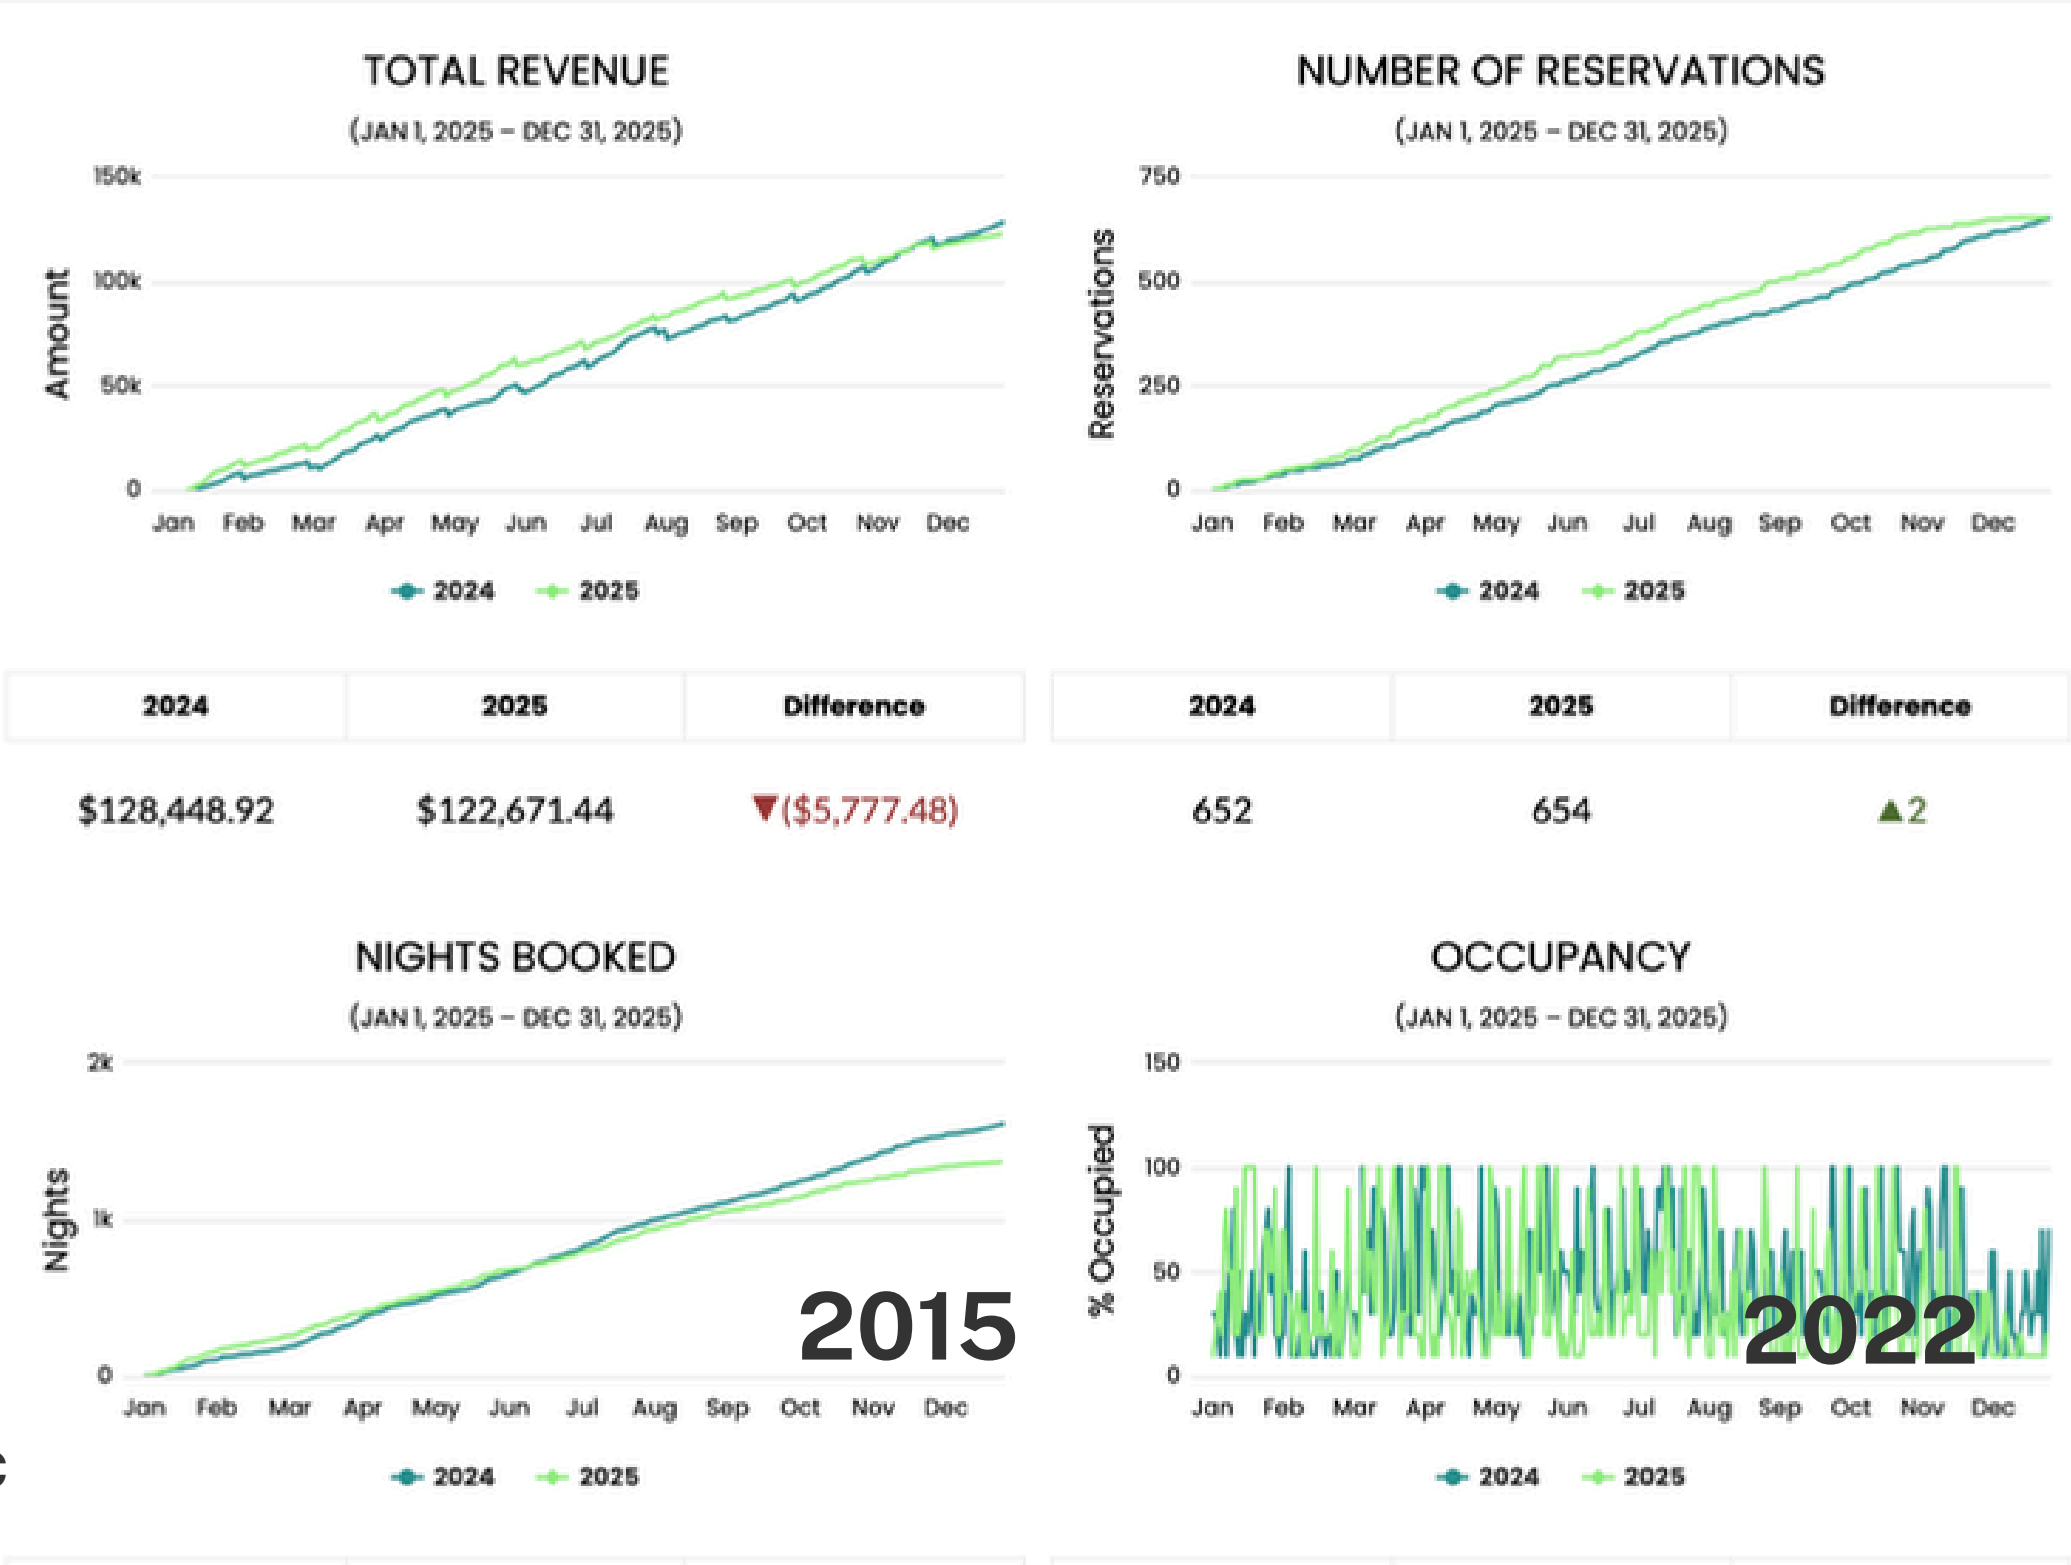 TOTAL REVENUE
(JAN 1, 2025 – DEC 31, 2025)
150k
100k
50k
0
Amount
Jan Feb Mar Apr May Jun Jul Aug Sep Oct Nov Dec
2024 2025
2024 2025 Difference
$128,448.92 $122,671.44 ▼($5,777.48)
NUMBER OF RESERVATIONS
(JAN 1, 2025 – DEC 31, 2025)
750
500
250
0
Reservations
Jan Feb Mar Apr May Jun Jul Aug Sep Oct Nov Dec
2024 2025
2024 2025 Difference
652 654 ▲2
NIGHTS BOOKED
(JAN 1, 2025 – DEC 31, 2025)
2k
1k
0
Nights
2015
Jan Feb Mar Apr May Jun Jul Aug Sep Oct Nov Dec
2024 2025
OCCUPANCY
(JAN 1, 2025 – DEC 31, 2025)
150
100
50
0
% Occupied
2022
Jan Feb Mar Apr May Jun Jul Aug Sep Oct Nov Dec
2024 2025